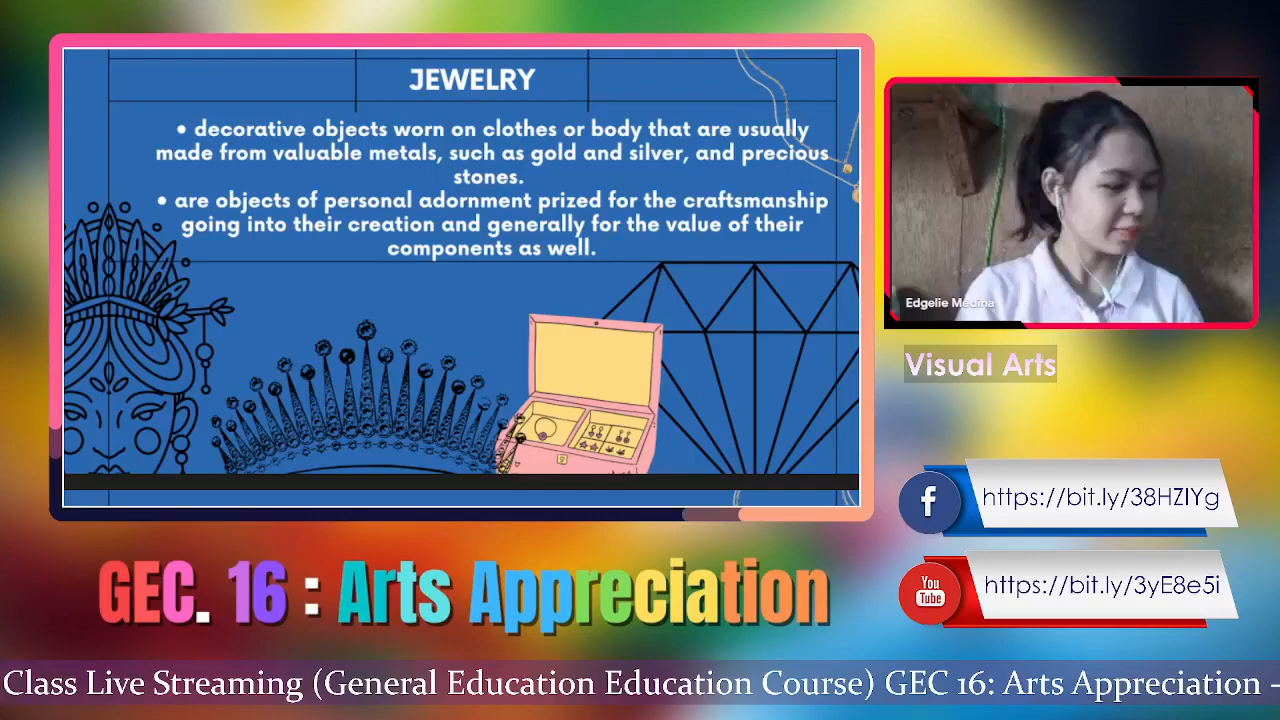 JEWELRY
• decorative objects worn on clothes or body that are usually
made from valuable metals, such as gold and silver, and precious
stones.
• are objects of personal adornment prized for the craftsmanship
going into their creation and generally for the value of their
components as well.
Edgelie Medina
Visual Arts
f https://bit.ly/38HZIYg
You Tube https://bit.ly/3yE8e5i
GEC. 16 : Arts Appreciation
Class Live Streaming (General Education Education Course) GEC 16: Arts Appreciation -